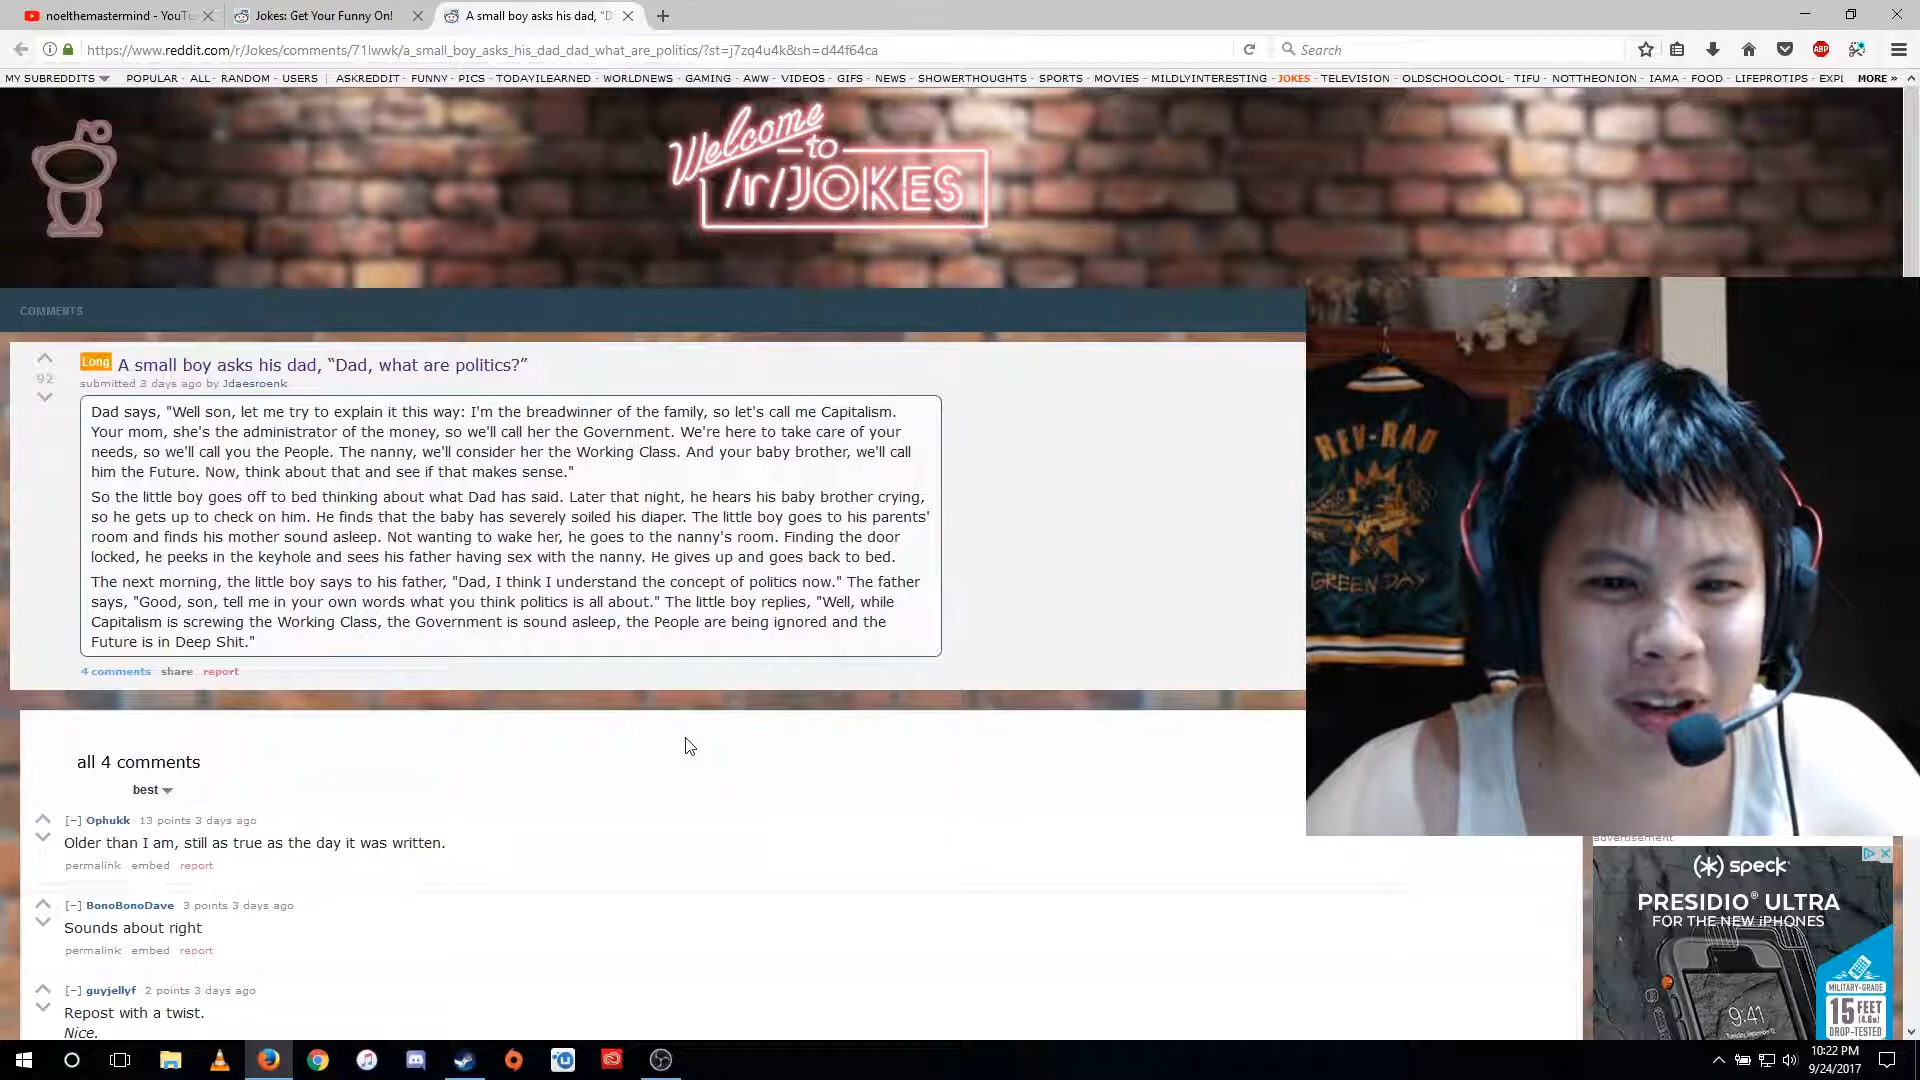 noelthemastermind - YouT
Jokes: Get Your Funny On!
A small boy asks his dad, "D
https://www.reddit.com/r/Jokes/comments/71lwwk/a_small_boy_asks_his_dad_dad_what_are_politics/?st=j7zq4u4k&sh=d44f64ca
Search
ABP
MY SUBREDDITS POPULAR - ALL - RANDOM - USERS | ASKREDDIT - FUNNY - PICS - TODAYILEARNED - WORLDNEWS - GAMING - AWW - VIDEOS - GIFS - NEWS - SHOWERTHOUGHTS - SPORTS - MOVIES - MILDLYINTERESTING - JOKES - TELEVISION - OLDSCHOOLCOOL - TIFU - NOTTHEONION - IAMA - FOOD - LIFEPROTIPS - EXPL MORE »
Welcome
to
/r/JOKES
COMMENTS
Long A small boy asks his dad, “Dad, what are politics?”
92
submitted 3 days ago by Jdaesroenk
Dad says, "Well son, let me try to explain it this way: I'm the breadwinner of the family, so let's call me Capitalism.
Your mom, she's the administrator of the money, so we'll call her the Government. We're here to take care of your
needs, so we'll call you the People. The nanny, we'll consider her the Working Class. And your baby brother, we'll call
him the Future. Now, think about that and see if that makes sense."
So the little boy goes off to bed thinking about what Dad has said. Later that night, he hears his baby brother crying,
so he gets up to check on him. He finds that the baby has severely soiled his diaper. The little boy goes to his parents'
room and finds his mother sound asleep. Not wanting to wake her, he goes to the nanny's room. Finding the door
locked, he peeks in the keyhole and sees his father having sex with the nanny. He gives up and goes back to bed.
The next morning, the little boy says to his father, "Dad, I think I understand the concept of politics now." The father
says, "Good, son, tell me in your own words what you think politics is all about." The little boy replies, "Well, while
Capitalism is screwing the Working Class, the Government is sound asleep, the People are being ignored and the
Future is in Deep Shit."
4 comments share report
REV-RAD
GREEN DAY
all 4 comments
best
[–] Ophukk 13 points 3 days ago
Older than I am, still as true as the day it was written.
permalink embed report
[–] BonoBonoDave 3 points 3 days ago
Sounds about right
permalink embed report
[–] guyjellyf 2 points 3 days ago
Repost with a twist.
Nice.
advertisement
speck
PRESIDIO® ULTRA
FOR THE NEW iPHONES
9:41
MILITARY-GRADE
15 FEET
(4.6M)
DROP-TESTED
10:22 PM
9/24/2017